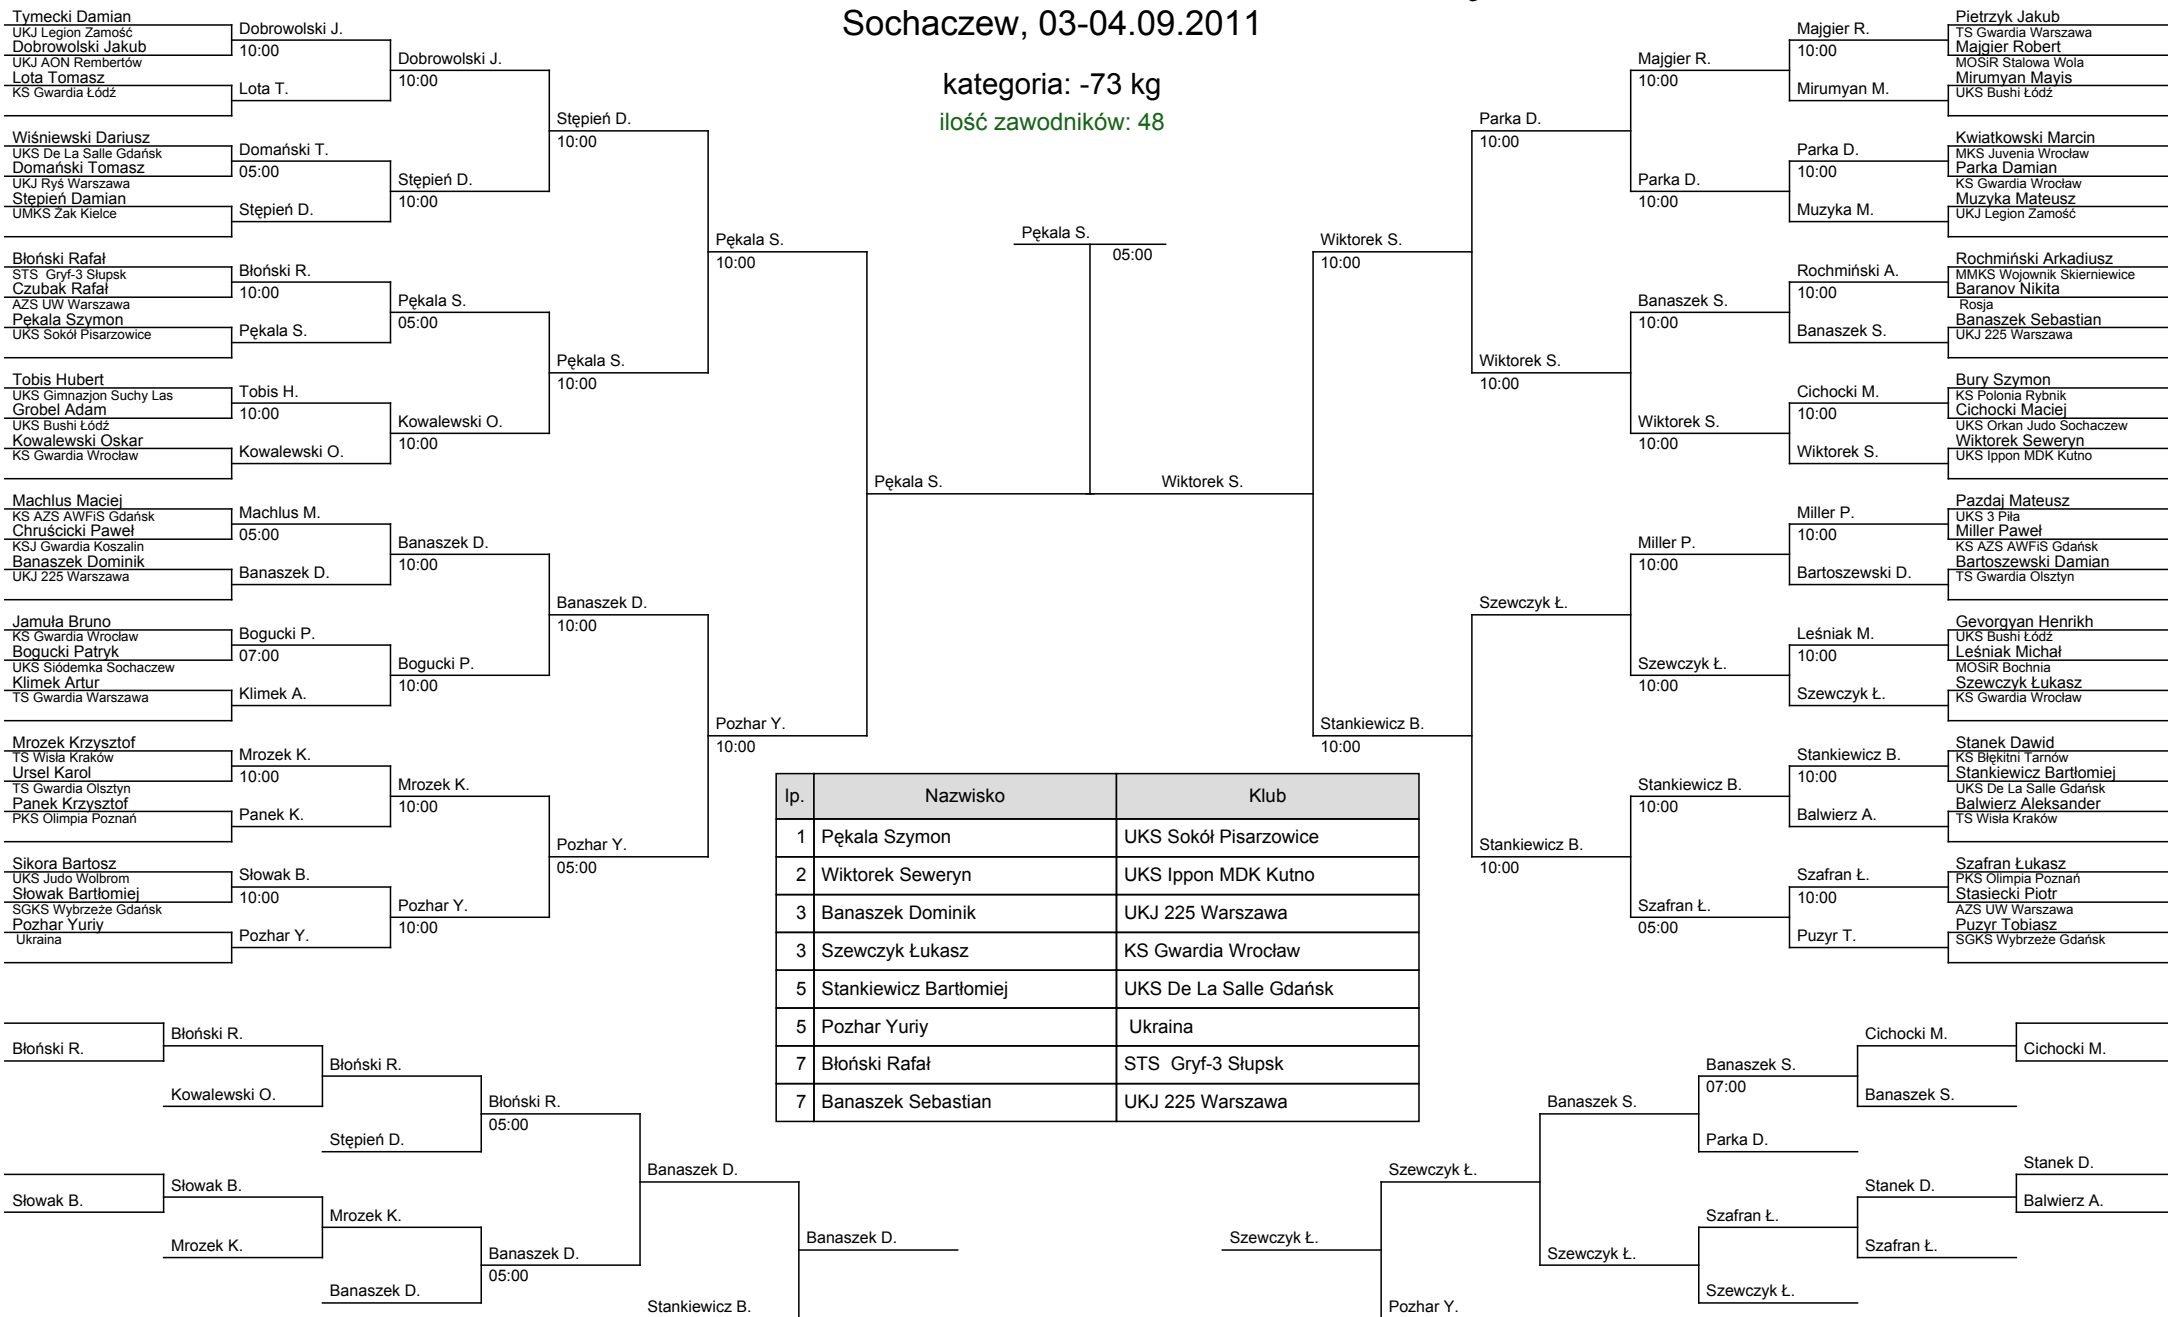 Sochaczew, 03-04.09.2011
kategoria: -73 kg
ilość zawodników: 48
Tymecki Damian
UKJ Legion Zamość
Dobrowolski Jakub
UKJ AON Rembertów
Lota Tomasz
KS Gwardia Łódź
Wiśniewski Dariusz
UKS De La Salle Gdańsk
Domański Tomasz
UKJ Ryś Warszawa
Stępień Damian
UMKS Żak Kielce
Błoński Rafał
STS Gryf-3 Słupsk
Czubak Rafał
AZS UW Warszawa
Pękala Szymon
UKS Sokół Pisarzowice
Tobis Hubert
UKS Gimnazjon Suchy Las
Grobel Adam
UKS Bushi Łódź
Kowalewski Oskar
KS Gwardia Wrocław
Machlus Maciej
KS AZS AWFiS Gdańsk
Chruścicki Paweł
KSJ Gwardia Koszalin
Banaszek Dominik
UKJ 225 Warszawa
Jamuła Bruno
KS Gwardia Wrocław
Bogucki Patryk
UKS Siódemka Sochaczew
Klimek Artur
TS Gwardia Warszawa
Mrozek Krzysztof
TS Wisła Kraków
Ursel Karol
TS Gwardia Olsztyn
Panek Krzysztof
PKS Olimpia Poznań
Sikora Bartosz
UKS Judo Wolbrom
Słowak Bartłomiej
SGKS Wybrzeże Gdańsk
Pozhar Yuriy
Ukraina
Dobrowolski J.
10:00
Lota T.
Domański T.
05:00
Stępień D.
Błoński R.
10:00
Pękala S.
Tobis H.
10:00
Kowalewski O.
Machlus M.
05:00
Banaszek D.
Bogucki P.
07:00
Klimek A.
Mrozek K.
10:00
Panek K.
Słowak B.
10:00
Pozhar Y.
Dobrowolski J.
10:00
Stępień D.
10:00
Pękala S.
05:00
Kowalewski O.
10:00
Banaszek D.
10:00
Bogucki P.
10:00
Mrozek K.
10:00
Pozhar Y.
10:00
Stępień D.
10:00
Pękala S.
10:00
Banaszek D.
10:00
Pozhar Y.
05:00
Pękala S.
10:00
Pozhar Y.
10:00
Pękala S.
Pękala S.
05:00
Wiktorek S.
Wiktorek S.
10:00
Stankiewicz B.
10:00
Parka D.
10:00
Wiktorek S.
10:00
Szewczyk Ł.
Stankiewicz B.
10:00
Majgier R.
10:00
Parka D.
10:00
Banaszek S.
10:00
Wiktorek S.
10:00
Miller P.
10:00
Szewczyk Ł.
10:00
Stankiewicz B.
10:00
Szafran Ł.
05:00
Majgier R.
10:00
Mirumyan M.
Parka D.
10:00
Muzyka M.
Rochmiński A.
10:00
Banaszek S.
Cichocki M.
10:00
Wiktorek S.
Miller P.
10:00
Bartoszewski D.
Leśniak M.
10:00
Szewczyk Ł.
Stankiewicz B.
10:00
Balwierz A.
Szafran Ł.
10:00
Puzyr T.
Pietrzyk Jakub
TS Gwardia Warszawa
Majgier Robert
MOSiR Stalowa Wola
Mirumyan Mayis
UKS Bushi Łódź
Kwiatkowski Marcin
MKS Juvenia Wrocław
Parka Damian
KS Gwardia Wrocław
Muzyka Mateusz
UKJ Legion Zamość
Rochmiński Arkadiusz
MMKS Wojownik Skierniewice
Baranov Nikita
Rosja
Banaszek Sebastian
UKJ 225 Warszawa
Bury Szymon
KS Polonia Rybnik
Cichocki Maciej
UKS Orkan Judo Sochaczew
Wiktorek Seweryn
UKS Ippon MDK Kutno
Pazdaj Mateusz
UKS 3 Piła
Miller Paweł
KS AZS AWFiS Gdańsk
Bartoszewski Damian
TS Gwardia Olsztyn
Gevorgyan Henrikh
UKS Bushi Łódź
Leśniak Michał
MOSiR Bochnia
Szewczyk Łukasz
KS Gwardia Wrocław
Stanek Dawid
KS Błękitni Tarnów
Stankiewicz Bartłomiej
UKS De La Salle Gdańsk
Balwierz Aleksander
TS Wisła Kraków
Szafran Łukasz
PKS Olimpia Poznań
Stasiecki Piotr
AZS UW Warszawa
Puzyr Tobiasz
SGKS Wybrzeże Gdańsk
lp. Nazwisko Klub
1 Pękala Szymon UKS Sokół Pisarzowice
2 Wiktorek Seweryn UKS Ippon MDK Kutno
3 Banaszek Dominik UKJ 225 Warszawa
3 Szewczyk Łukasz KS Gwardia Wrocław
5 Stankiewicz Bartłomiej UKS De La Salle Gdańsk
5 Pozhar Yuriy Ukraina
7 Błoński Rafał STS Gryf-3 Słupsk
7 Banaszek Sebastian UKJ 225 Warszawa
Błoński R.
Słowak B.
Błoński R.
Kowalewski O.
Słowak B.
Mrozek K.
Błoński R.
Stępień D.
Mrozek K.
Banaszek D.
Błoński R.
05:00
Banaszek D.
05:00
Banaszek D.
Stankiewicz B.
Banaszek D.
Szewczyk Ł.
Szewczyk Ł.
Pozhar Y.
Banaszek S.
Szewczyk Ł.
Banaszek S.
07:00
Parka D.
Szafran Ł.
Szewczyk Ł.
Cichocki M.
Banaszek S.
Stanek D.
Szafran Ł.
Cichocki M.
Stanek D.
Balwierz A.